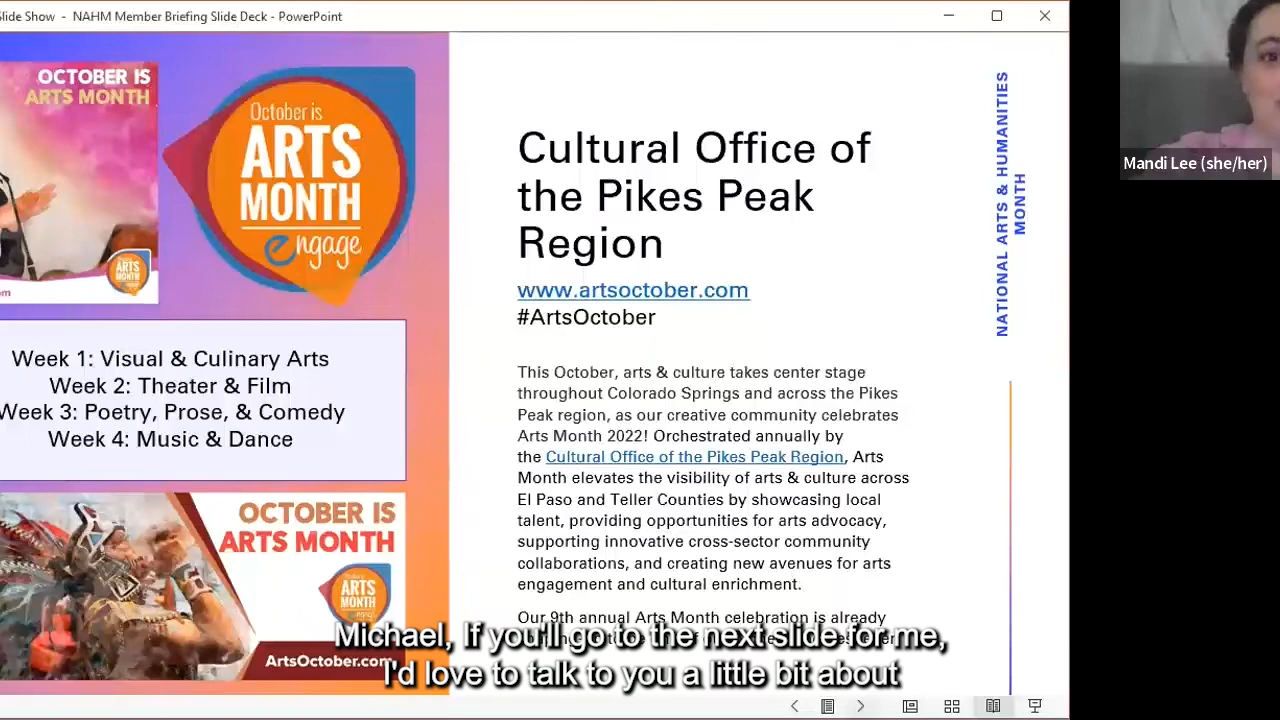 Slide Show - NAHM Member Briefing Slide Deck - PowerPoint
OCTOBER IS
ARTS MONTH
ARTS
MONTH
October is
ARTS
MONTH
engage
Week 1: Visual & Culinary Arts
Week 2: Theater & Film
Week 3: Poetry, Prose, & Comedy
Week 4: Music & Dance
OCTOBER IS
ARTS MONTH
ARTS
MONTH
ArtsOctober.com
Cultural Office of
the Pikes Peak
Region
www.artsoctober.com
#ArtsOctober
This October, arts & culture takes center stage
throughout Colorado Springs and across the Pikes
Peak region, as our creative community celebrates
Arts Month 2022! Orchestrated annually by
the Cultural Office of the Pikes Peak Region, Arts
Month elevates the visibility of arts & culture across
El Paso and Teller Counties by showcasing local
talent, providing opportunities for arts advocacy,
supporting innovative cross-sector community
collaborations, and creating new avenues for arts
engagement and cultural enrichment.
Our 9th annual Arts Month celebration is already
NATIONAL ARTS & HUMANITIES
MONTH
Mandi Lee (she/her)
Michael, If you'll go to the next slide for me,
I'd love to talk to you a little bit about